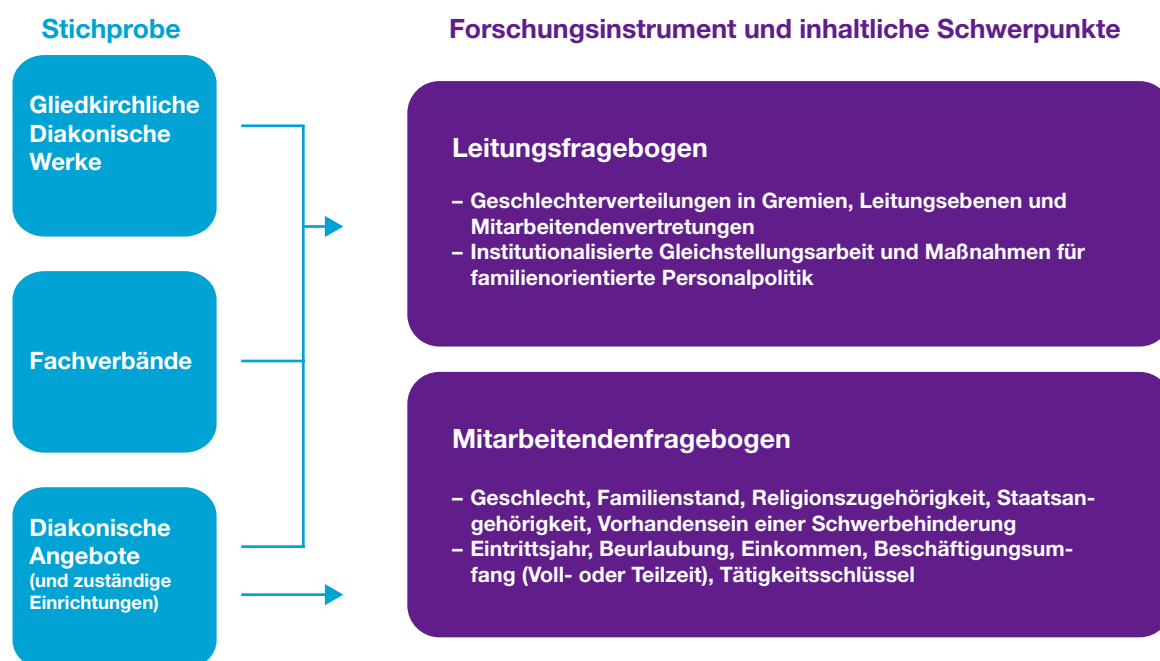 Stichprobe
Forschungsinstrument und inhaltliche Schwerpunkte
Gliedkirchliche
Diakonische
Werke
Fachverbände
Diakonische
Angebote
(und zuständige
Einrichtungen)
Leitungsfragebogen
– Geschlechterverteilungen in Gremien, Leitungsebenen und
Mitarbeitendenvertretungen
– Institutionalisierte Gleichstellungsarbeit und Maßnahmen für
familienorientierte Personalpolitik
Mitarbeitendenfragebogen
– Geschlecht, Familienstand, Religionszugehörigkeit, Staatsan-
gehörigkeit, Vorhandensein einer Schwerbehinderung
– Eintrittsjahr, Beurlaubung, Einkommen, Beschäftigungsum-
fang (Voll- oder Teilzeit), Tätigkeitsschlüssel